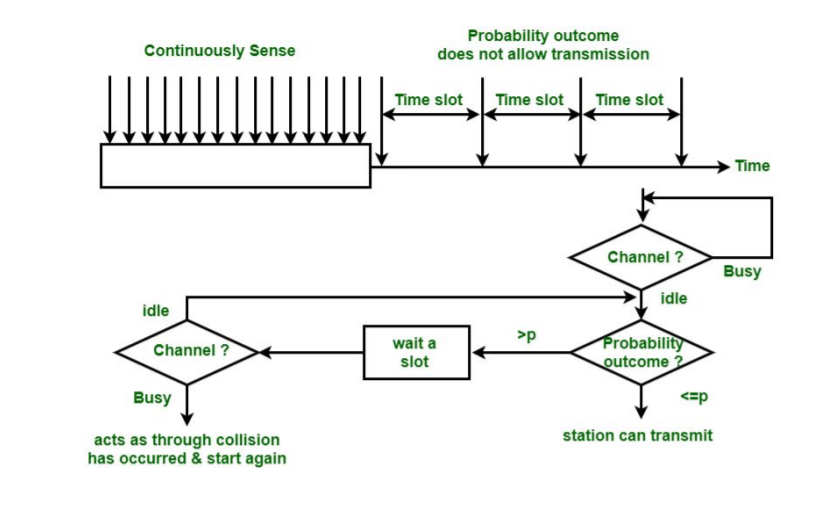 Continuously Sense
Probability outcome
does not allow transmission
Time slot
Time slot
Time slot
Time
Channel ?
Busy
idle
idle
Channel ?
wait a
slot
>p
Probability
outcome ?
Busy
<=p
acts as through collision
has occurred & start again
station can transmit